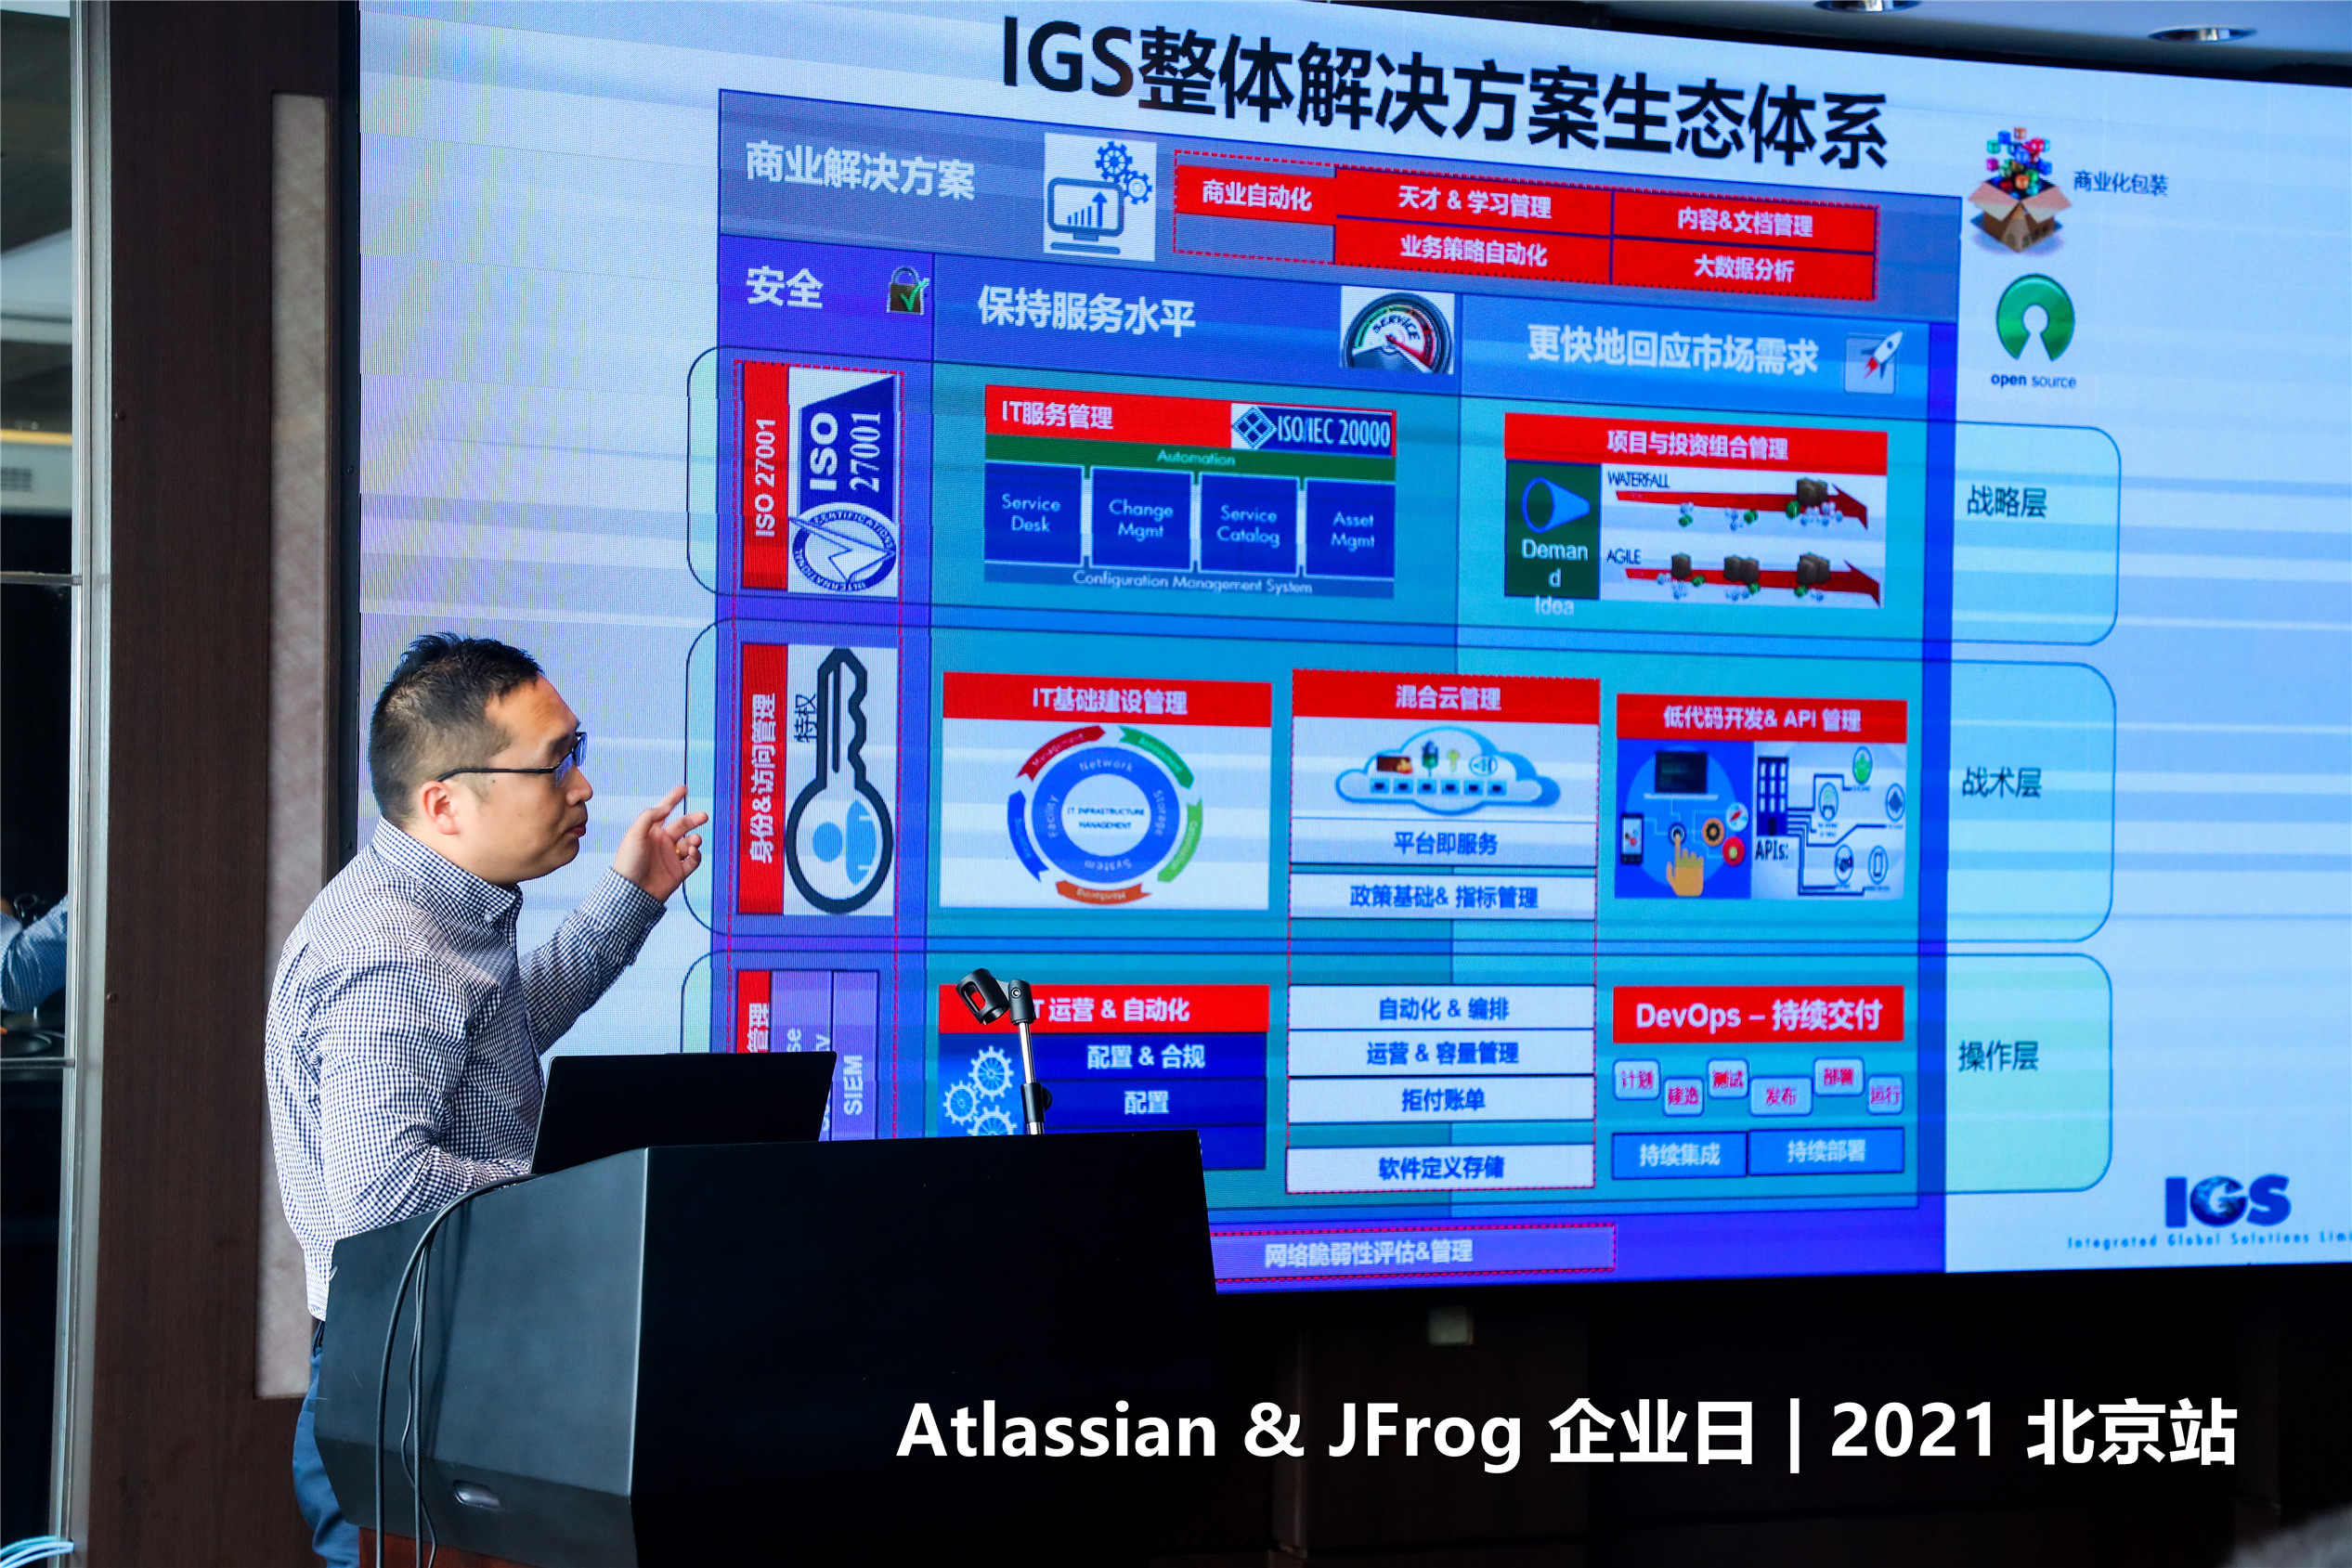 IGS整体解决方案生态体系
商业解决方案
商业自动化
天才 & 学习管理
内容&文档管理
业务策略自动化
大数据分析
商业化包装
open source
安全
保持服务水平
SERVICE
更快地回应市场需求
ISO 27001
ISO
27001
CERTIFICATIONS
INTERNATIONAL
IT服务管理
ISO/IEC 20000
Automation
Service
Desk
Change
Mgmt
Service
Catalog
Asset
Mgmt
Configuration Management System
项目与投资组合管理
WATERFALL
AGILE
Deman
d
Idea
战略层
身份&访问管理
特权
IT基础建设管理
Management
Network
Storage
System
Facility
IT INFRASTRUCTURE
MANAGEMENT
混合云管理
平台即服务
政策基础& 指标管理
低代码开发& API 管理
APIs:
战术层
管理
SIEM
T 运营 & 自动化
配置 & 合规
配置
自动化 & 编排
运营 & 容量管理
拒付账单
软件定义存储
DevOps – 持续交付
计划
建造
测试
发布
部署
运行
持续集成
持续部署
操作层
网络脆弱性评估&管理
IGS
Integrated Global Solutions Limi
Atlassian & JFrog 企业日 | 2021 北京站